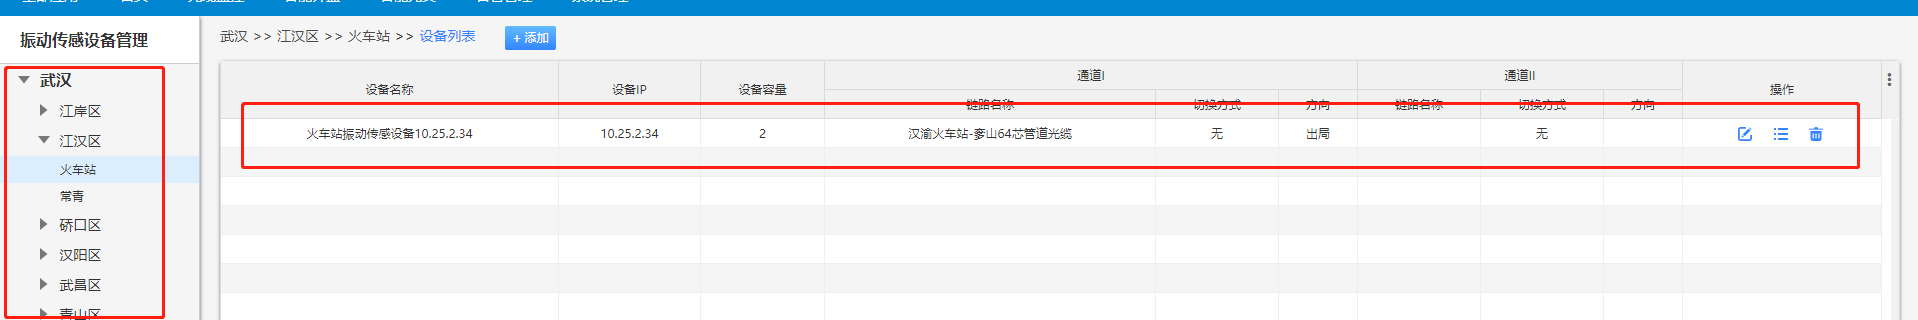 振动传感设备管理
武汉
江岸区
江汉区
火车站
常青
硚口区
汉阳区
武昌区
青山区
武汉 >> 江汉区 >> 火车站 >> 设备列表
+ 添加
设备名称 设备IP 设备容量 通道I 通道II 操作
链路名称 切换方式 方向 链路名称 切换方式 方向
火车站振动传感设备10.25.2.34 10.25.2.34 2 汉渝火车站-爹山64芯管道光缆 无 出局 无